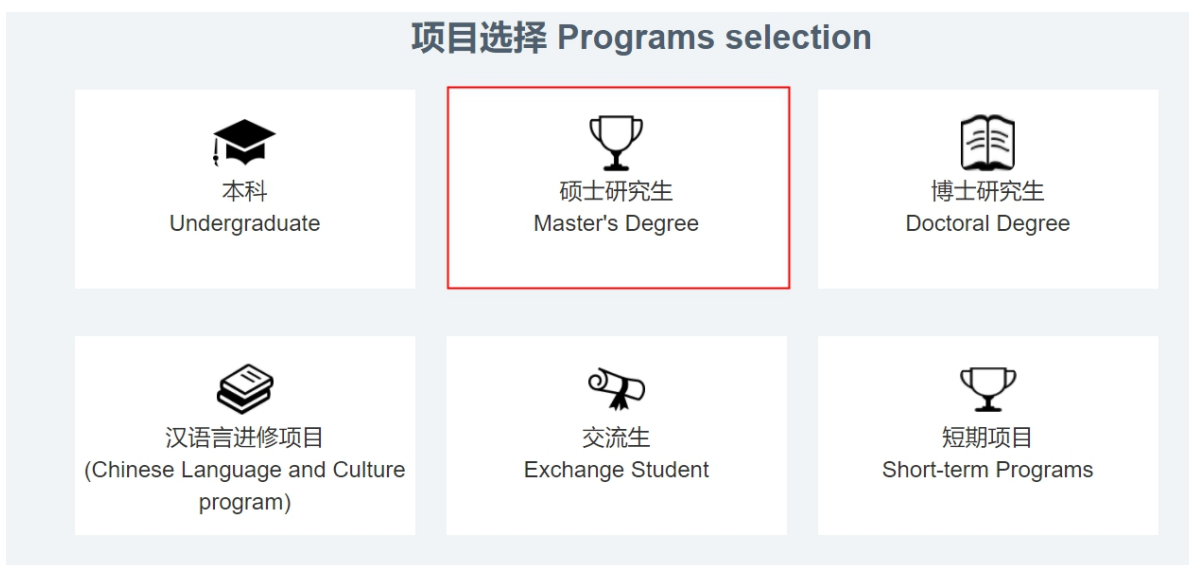 项目选择 Programs selection
本科
Undergraduate
硕士研究生
Master's Degree
博士研究生
Doctoral Degree
汉语言进修项目
(Chinese Language and Culture
program)
交流生
Exchange Student
短期项目
Short-term Programs